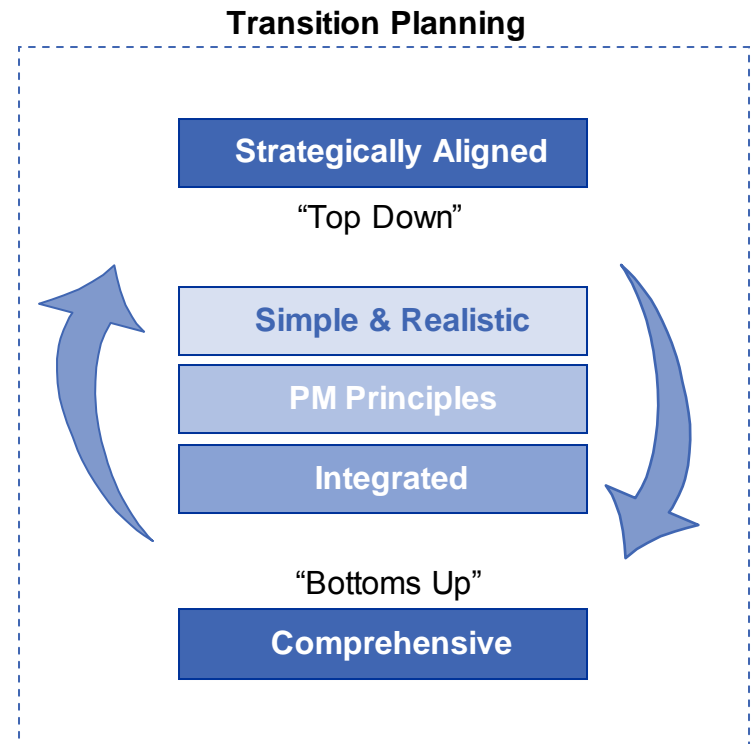 Transition Planning
Strategically Aligned
“Top Down”
Simple & Realistic
PM Principles
Integrated
“Bottoms Up”
Comprehensive